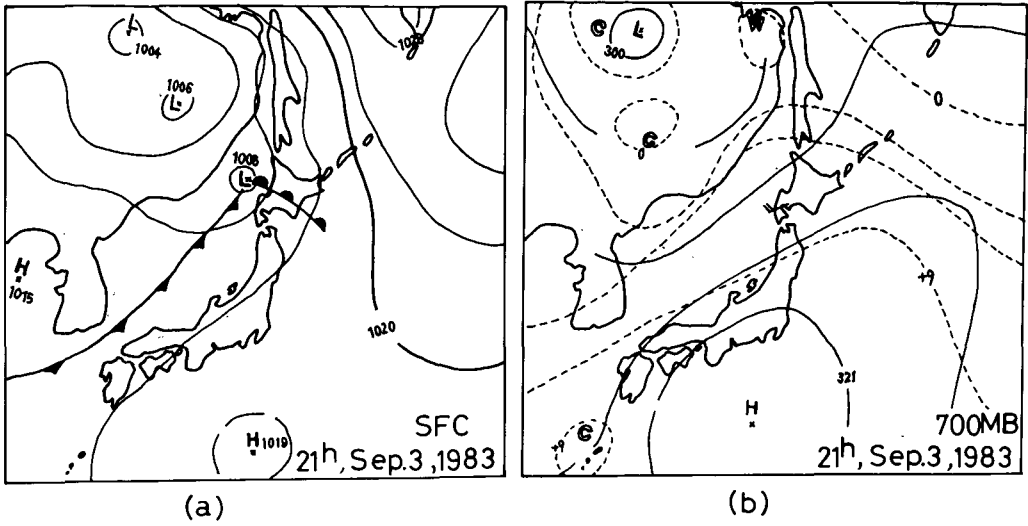 L
1004
L
1006
1028
1008
L
H
1015
1020
H 1019
SFC
21h, Sep.3, 1983
(a)
C
L
300
W
C
0
+9
321
H
C
+9
700MB
21h, Sep.3, 1983
(b)